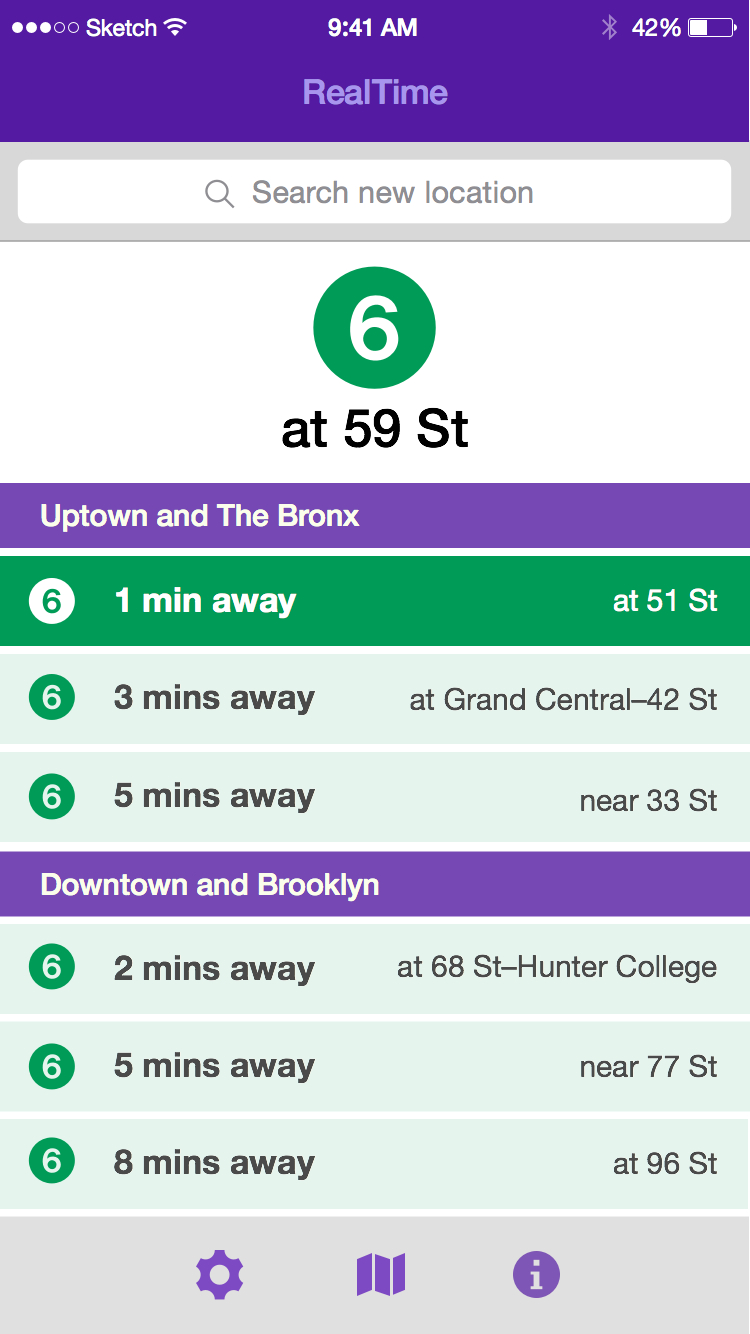 Sketch 9:41 AM 42%
RealTime
Search new location
6
at 59 St
Uptown and The Bronx
6 1 min away at 51 St
6 3 mins away at Grand Central–42 St
6 5 mins away near 33 St
Downtown and Brooklyn
6 2 mins away at 68 St–Hunter College
6 5 mins away near 77 St
6 8 mins away at 96 St